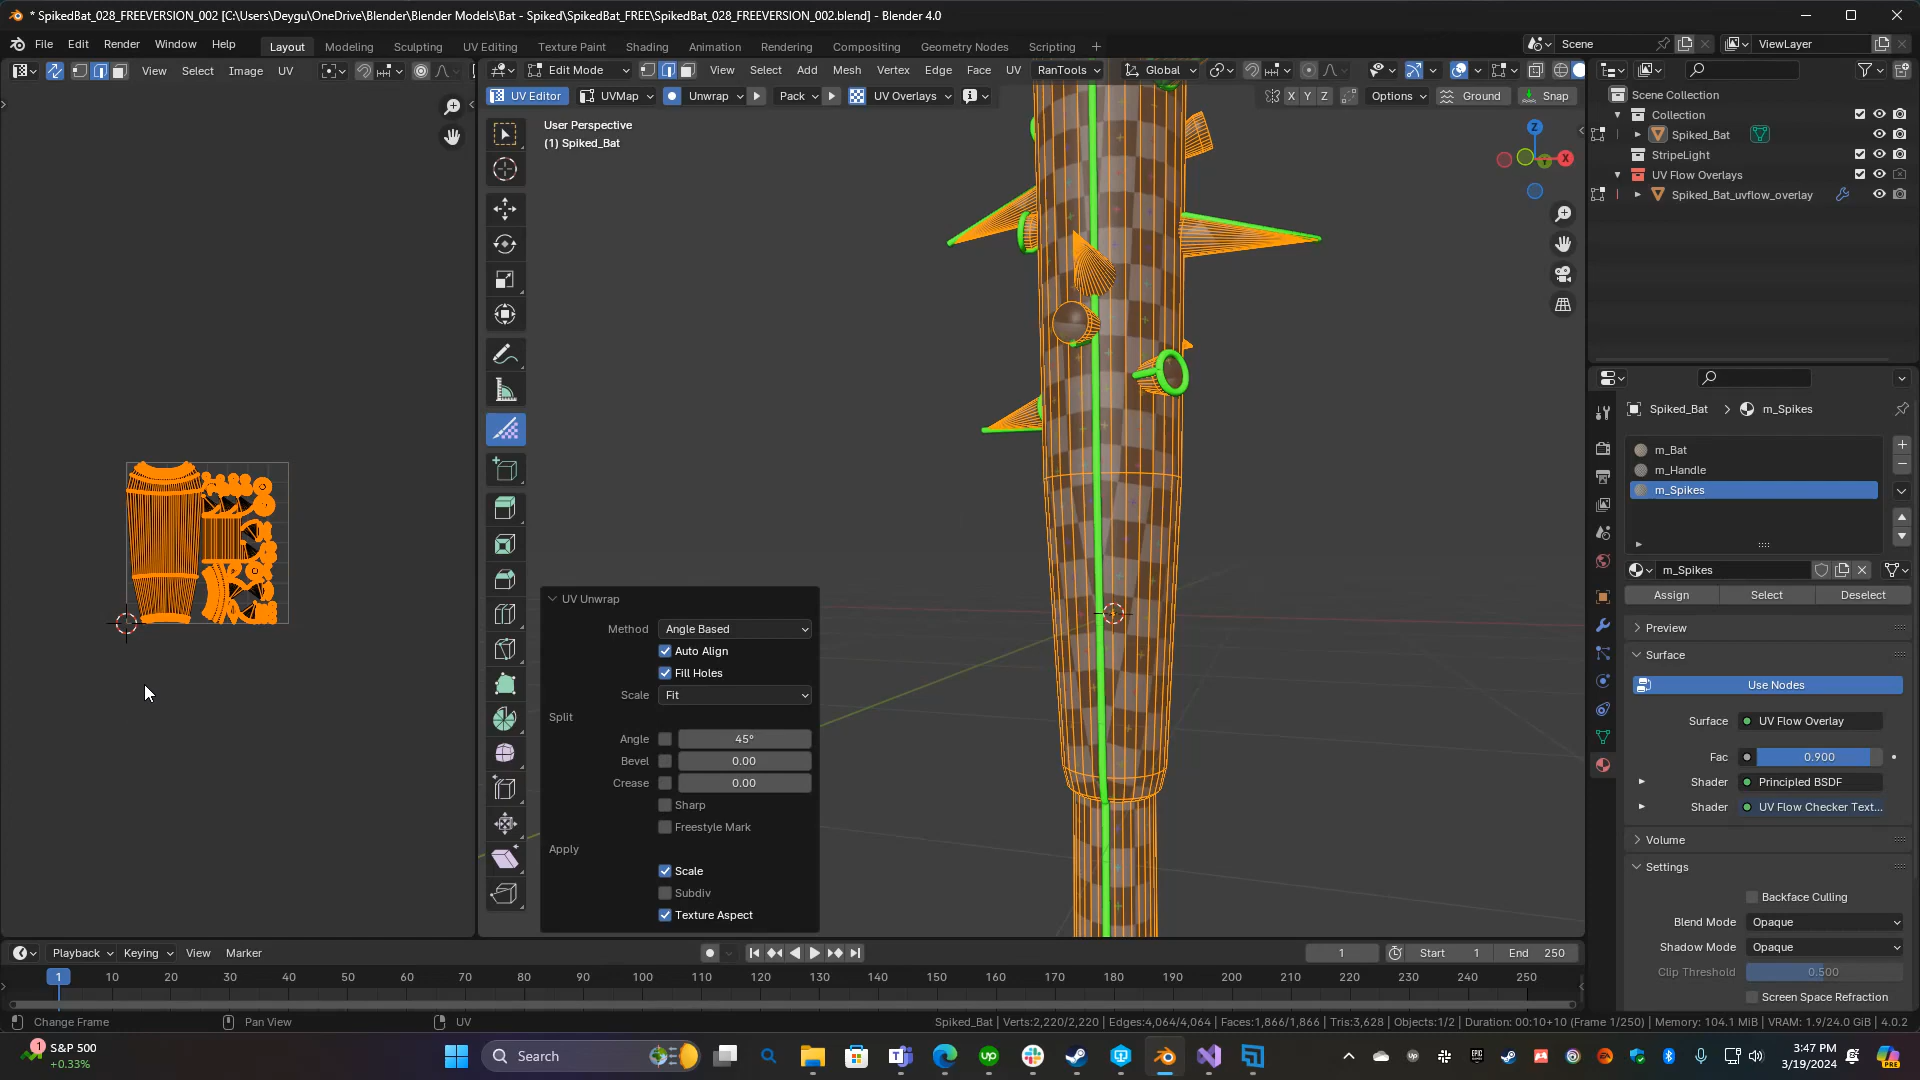 * SpikedBat_028_FREEVERSION_002 [C:\Users\Deygu\OneDrive\Blender\Blender Models\Bat - Spiked\SpikedBat_FREE\SpikedBat_028_FREEVERSION_002.blend] - Blender 4.0
File Edit Render Window Help Layout Modeling Sculpting UV Editing Texture Paint Shading Animation Rendering Compositing Geometry Nodes Scripting + Scene ViewLayer
View Select Image UV Edit Mode View Select Add Mesh Vertex Edge Face UV RanTools Global
UV Editor UVMap Unwrap Pack UV Overlays X Y Z Options Ground Snap
User Perspective
(1) Spiked_Bat
Z
X
Y
Scene Collection
Collection
Spiked_Bat
StripeLight
UV Flow Overlays
Spiked_Bat_uvflow_overlay
Spiked_Bat > m_Spikes
m_Bat
m_Handle
m_Spikes
m_Spikes
Assign Select Deselect
Preview
Surface
Use Nodes
Surface UV Flow Overlay
Fac 0.900
Shader Principled BSDF
Shader UV Flow Checker Text...
Volume
Settings
Backface Culling
Blend Mode Opaque
Shadow Mode Opaque
Clip Threshold 0.500
Screen Space Refraction
UV Unwrap
Method Angle Based
Auto Align
Fill Holes
Scale Fit
Split
Angle 45°
Bevel 0.00
Crease 0.00
Sharp
Freestyle Mark
Apply
Scale
Subdiv
Texture Aspect
Playback Keying View Marker 1 Start 1 End 250
1 10 20 30 40 50 60 70 80 90 100 110 120 130 140 150 160 170 180 190 200 210 220 230 240 250
Change Frame Pan View UV Spiked_Bat | Verts:2,220/2,220 | Edges:4,064/4,064 | Faces:1,866/1,866 | Tris:3,628 | Objects:1/2 | Duration: 00:10+10 (Frame 1/250) | Memory: 104.1 MiB | VRAM: 1.9/24.0 GiB | 4.0.2
1
S&P 500
+0.33%
Search
up
EPIC
3:47 PM
3/19/2024
PRE